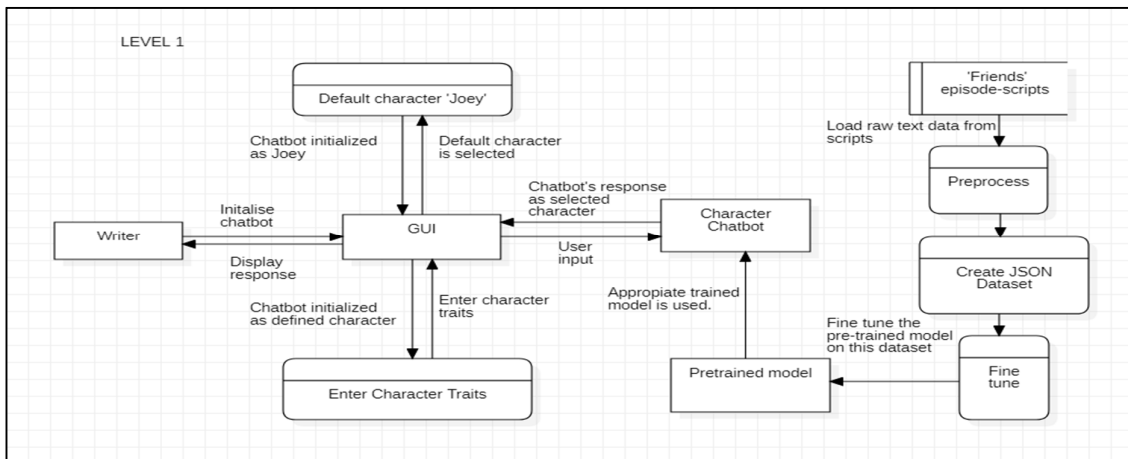 LEVEL 1
Default character 'Joey'
Chatbot initialized
as Joey
Default character
is selected
Writer
Initalise
chatbot
Display
response
GUI
Chatbot's response
as selected
character
User
input
Character
Chatbot
Chatbot initialized
as defined character
Enter character
traits
Enter Character Traits
Appropiate trained
model is used.
Pretrained model
'Friends'
episode-scripts
Load raw text data from
scripts
Preprocess
Create JSON
Dataset
Fine tune the
pre-trained model
on this dataset
Fine
tune